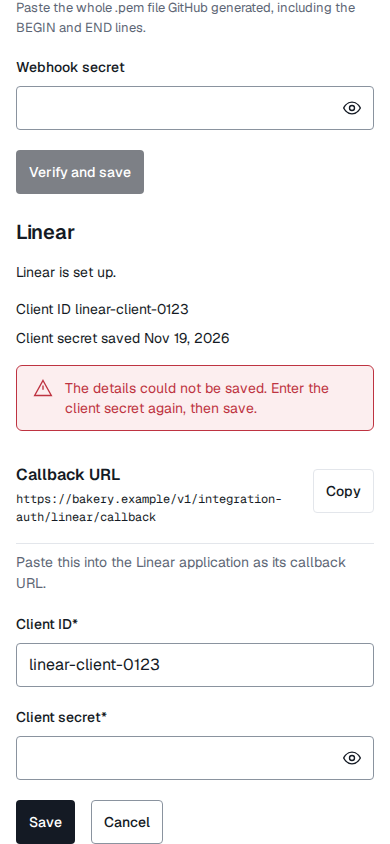 Paste the whole .pem file GitHub generated, including the
BEGIN and END lines.
Webhook secret
Verify and save
Linear
Linear is set up.
Client ID linear-client-0123
Client secret saved Nov 19, 2026
The details could not be saved. Enter the
client secret again, then save.
Callback URL
https://bakery.example/v1/integration-
auth/linear/callback
Copy
Paste this into the Linear application as its callback
URL.
Client ID*
linear-client-0123
Client secret*
Save
Cancel